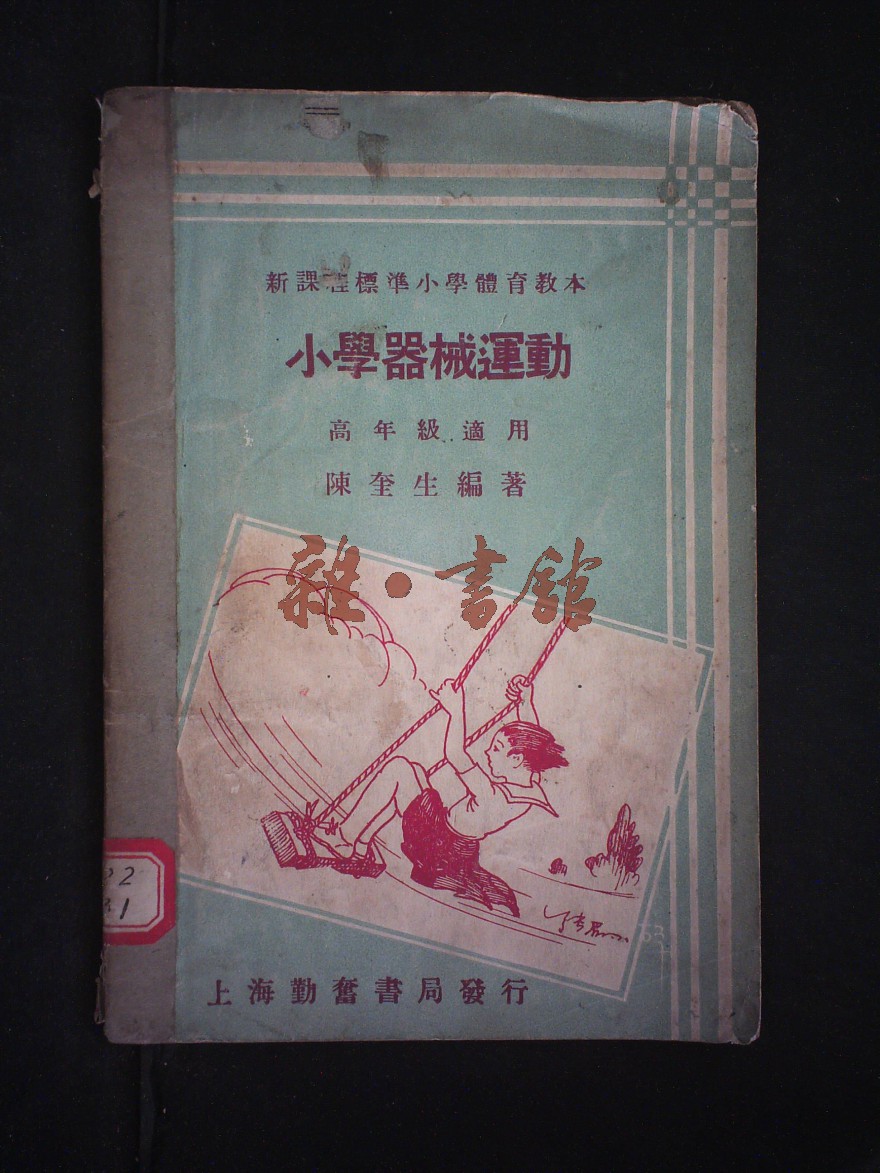 新課程標準小學體育教本
小學器械運動
高年級適用
陳奎生編著
雜·書館
上海勤奮書局發行